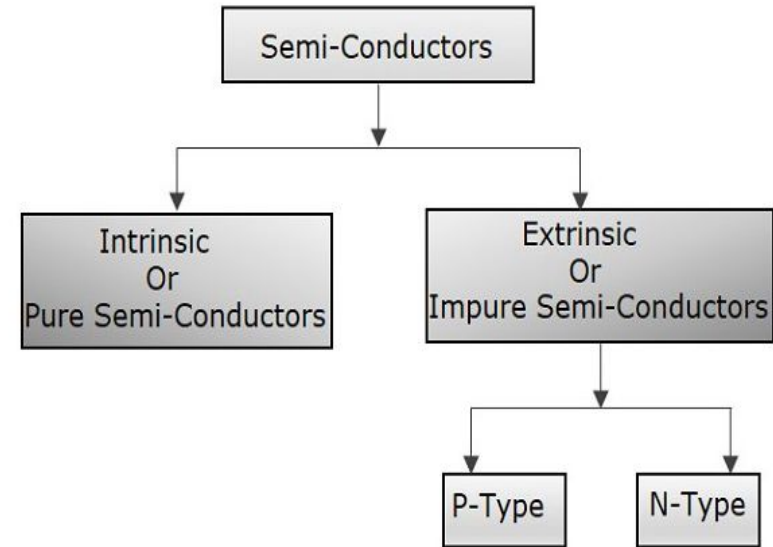 Semi-Conductors
Intrinsic
Or
Pure Semi-Conductors
Extrinsic
Or
Impure Semi-Conductors
P-Type
N-Type